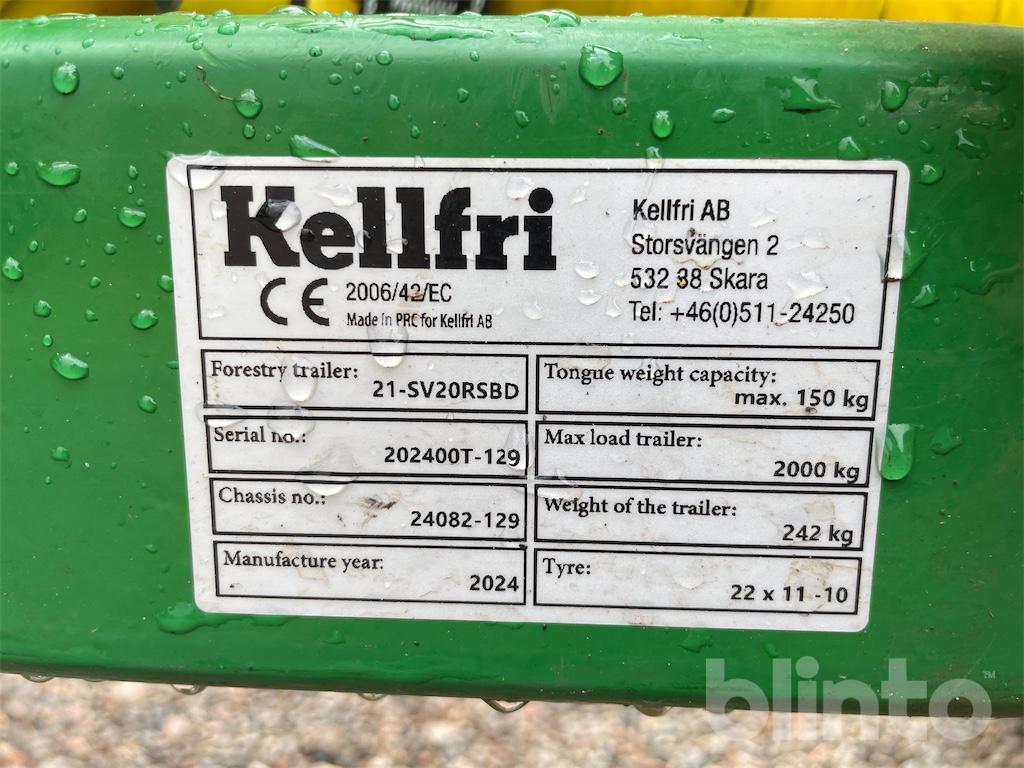 Kellfri
CE 2006/42/EC
Made in PRC for Kellfri AB
Kellfri AB
Storsvängen 2
532 38 Skara
Tel: +46(0)511-24250
Forestry trailer:
21-SV20RSBD
Serial no.:
202400T-129
Chassis no.:
24082-129
Manufacture year:
2024
Tongue weight capacity:
max. 150 kg
Max load trailer:
2000 kg
Weight of the trailer:
242 kg
Tyre:
22 x 11 -10
blinto™